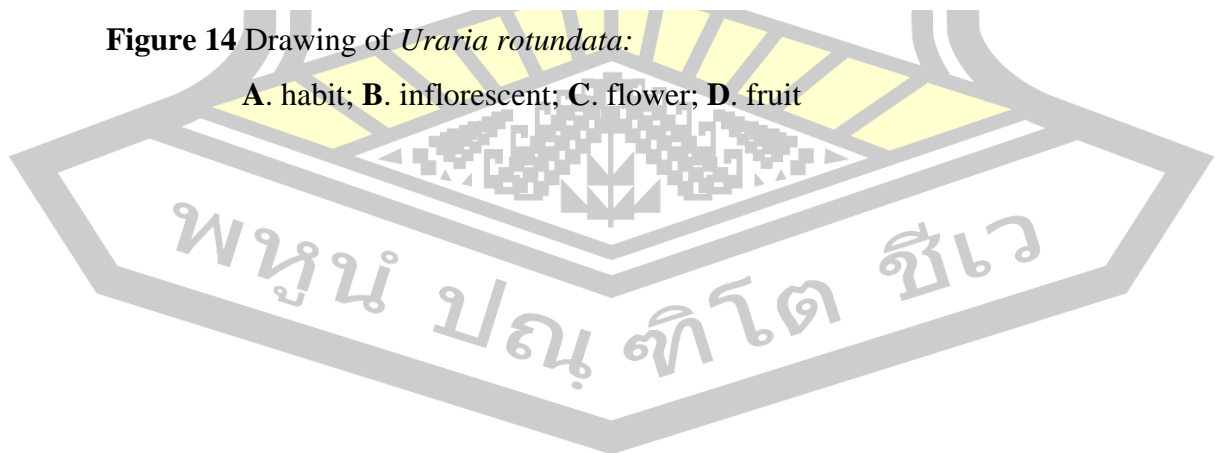 Figure 14 Drawing of Uraria rotundata:
A. habit; B. inflorescent; C. flower; D. fruit
พหูนํ ปณฺฑิโต ชีเว